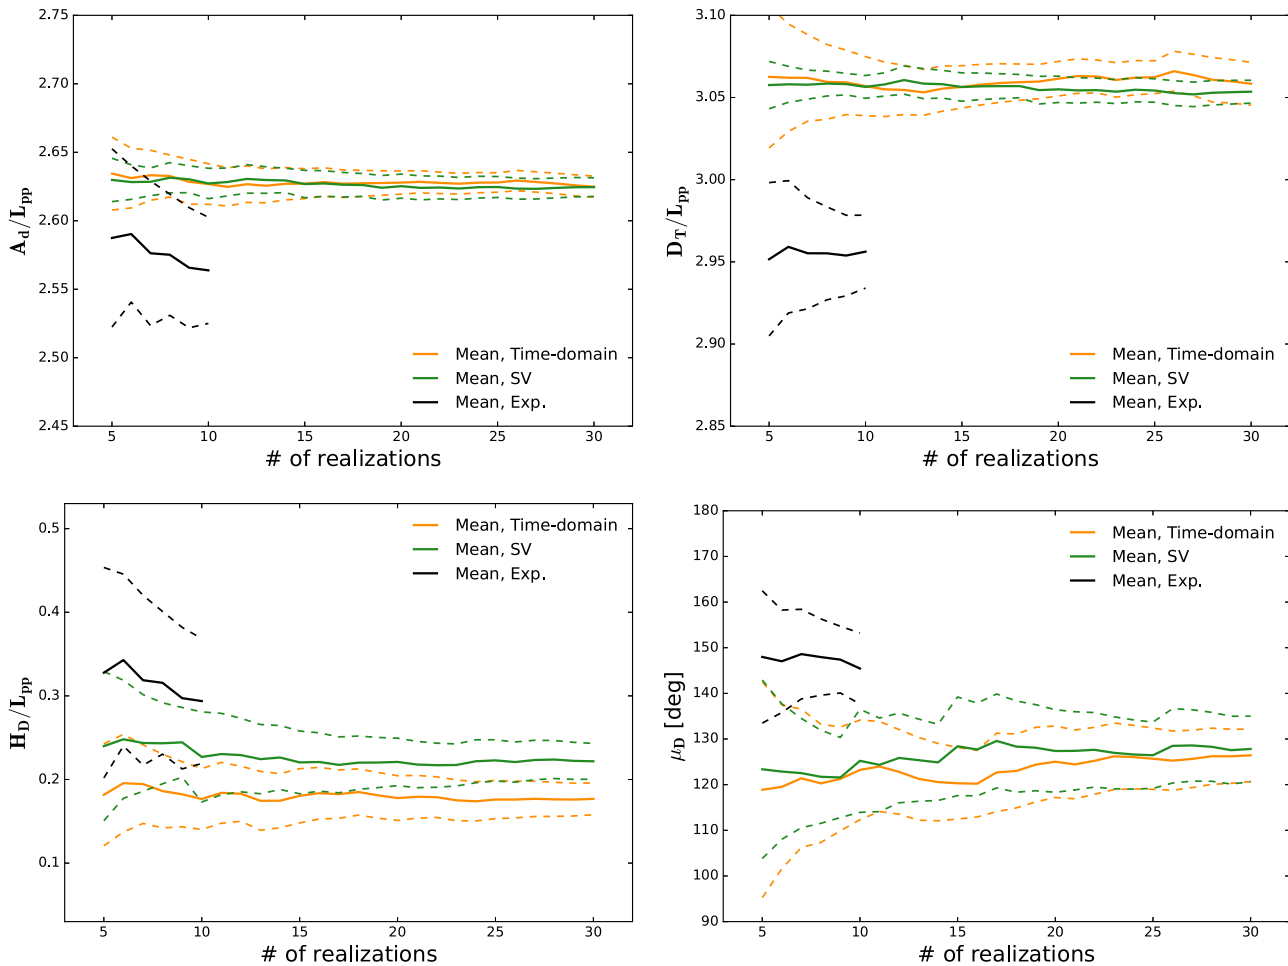 2.75
2.70
2.65
2.60
2.55
2.50
2.45
A_d/L_pp
5 10 15 20 25 30
# of realizations
Mean, Time-domain
Mean, SV
Mean, Exp.
3.10
3.05
3.00
2.95
2.90
2.85
D_T/L_pp
5 10 15 20 25 30
# of realizations
Mean, Time-domain
Mean, SV
Mean, Exp.
0.5
0.4
0.3
0.2
0.1
H_D/L_pp
5 10 15 20 25 30
# of realizations
Mean, Time-domain
Mean, SV
Mean, Exp.
180
170
160
150
140
130
120
110
100
90
μ_D [deg]
5 10 15 20 25 30
# of realizations
Mean, Time-domain
Mean, SV
Mean, Exp.